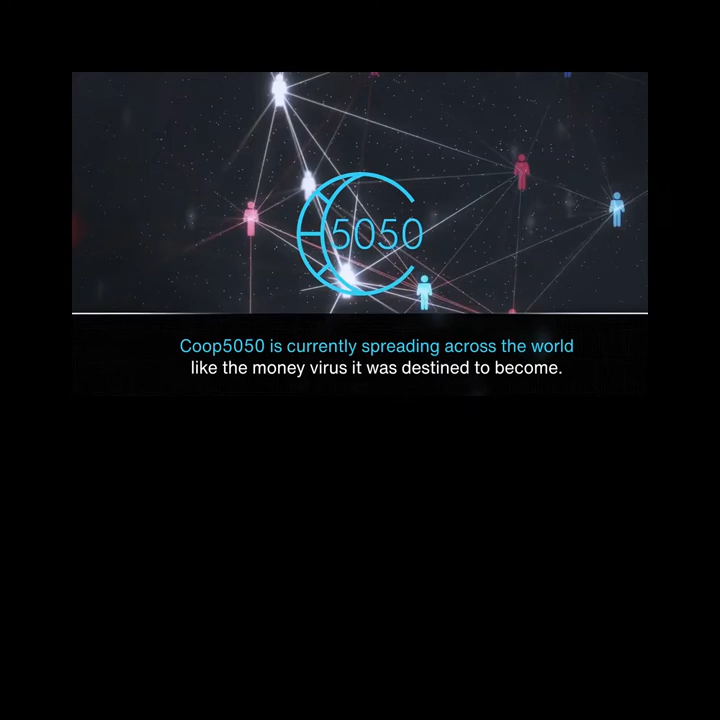 5050
Coop5050 is currently spreading across the world
like the money virus it was destined to become.